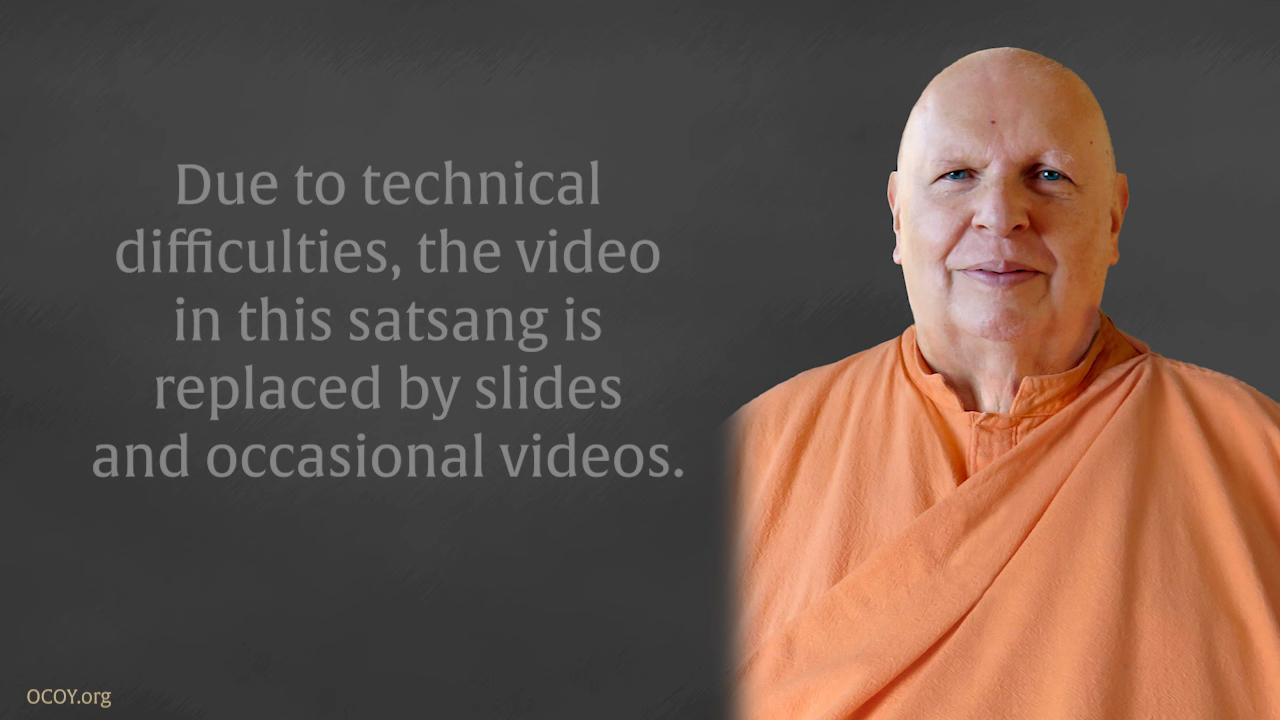 Due to technical
difficulties, the video
in this satsang is
replaced by slides
and occasional videos.
OCOY.org